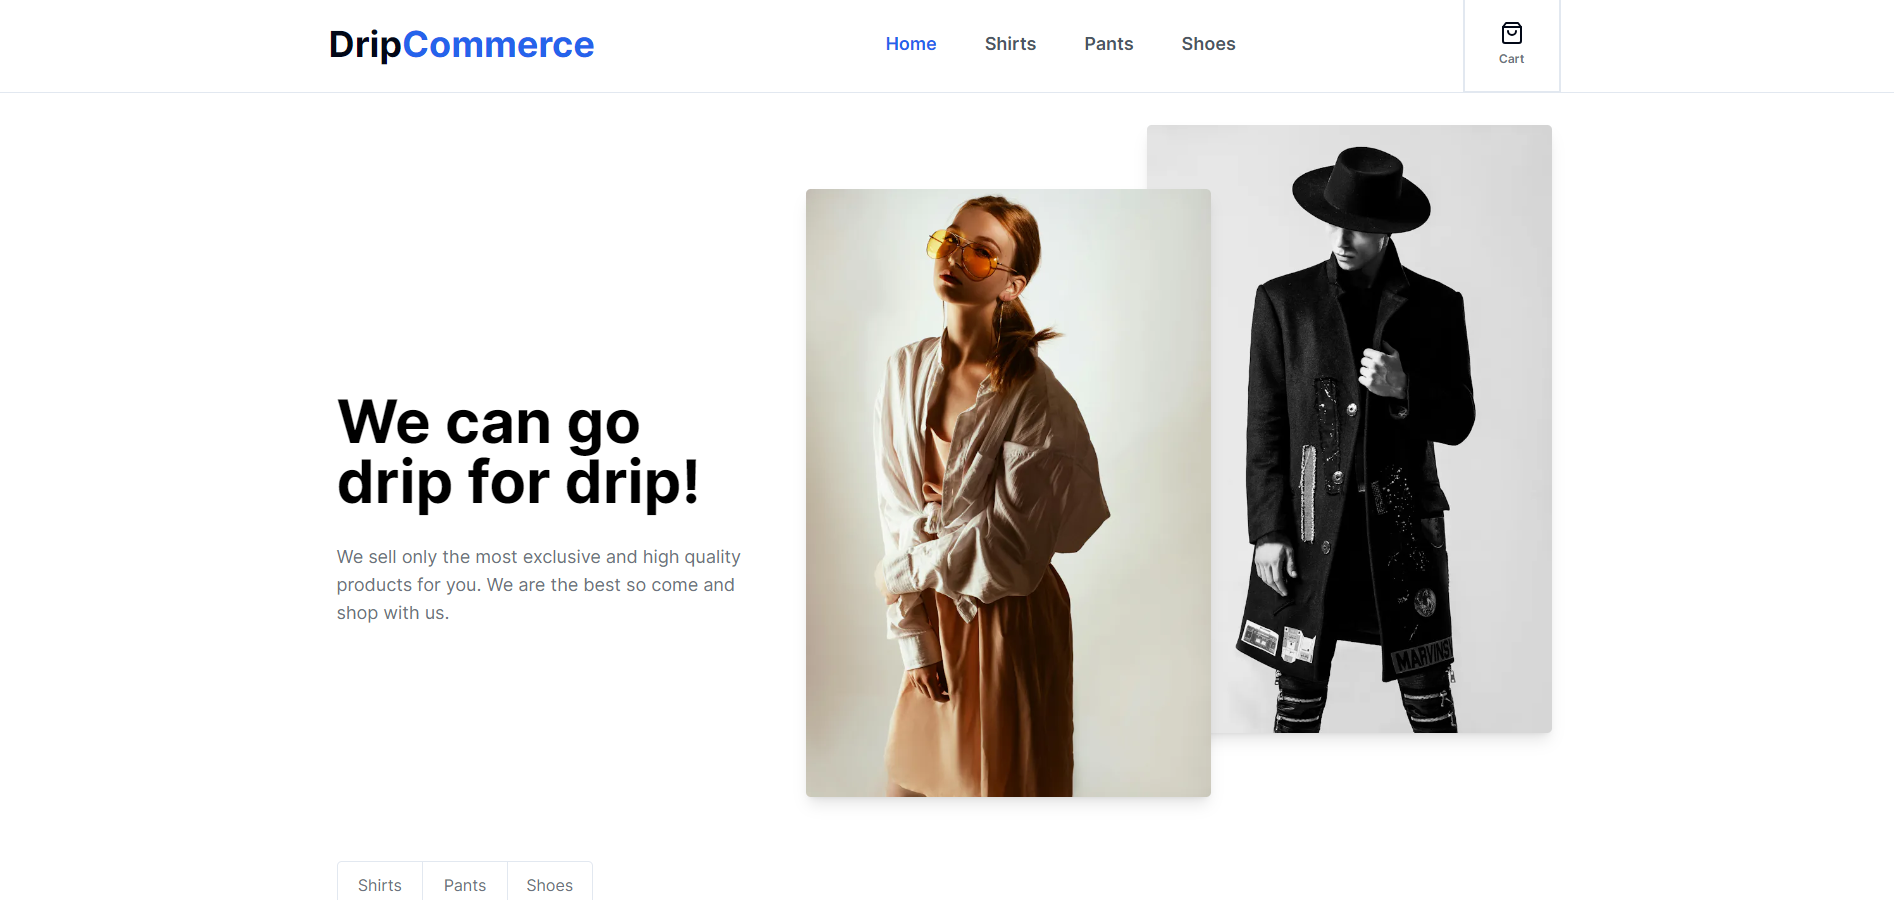 DripCommerce
Home Shirts Pants Shoes
Cart
We can go
drip for drip!
We sell only the most exclusive and high quality
products for you. We are the best so come and
shop with us.
MARVINS
Shirts Pants Shoes